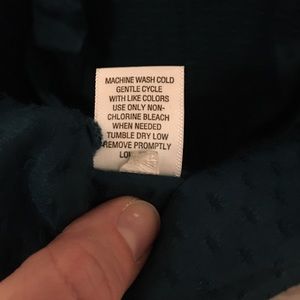 MACHINE WASH COLD
GENTLE CYCLE
WITH LIKE COLORS
USE ONLY NON-
CHLORINE BLEACH
WHEN NEEDED
TUMBLE DRY LOW
REMOVE PROMPTLY